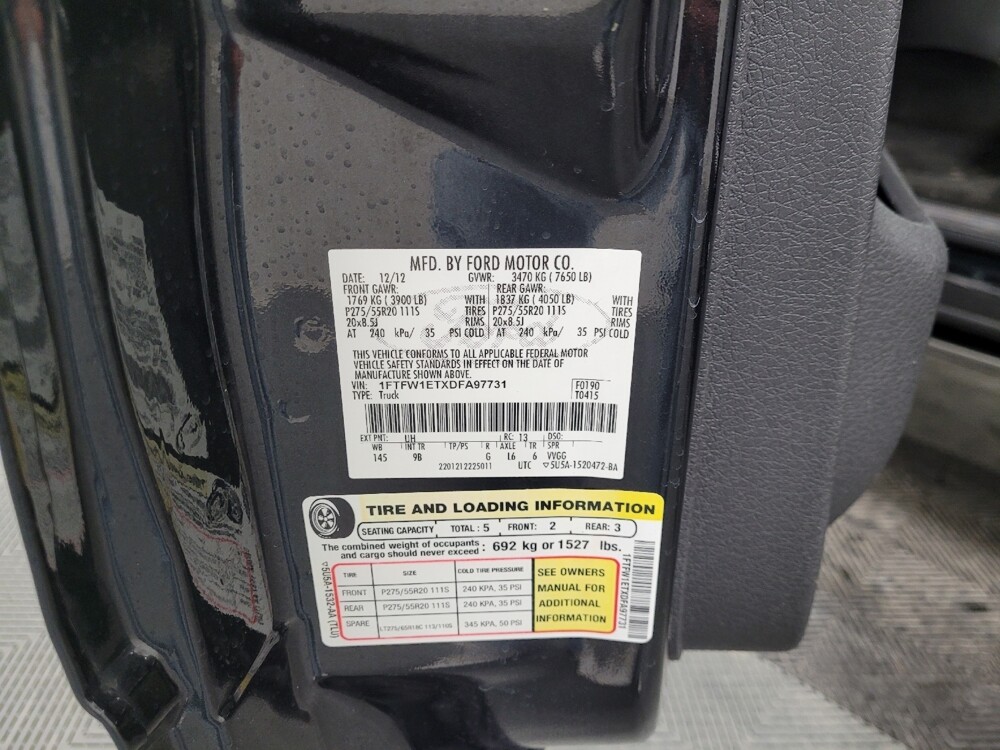 MFD. BY FORD MOTOR CO.
DATE: 12/12 GVWR: 3470 KG ( 7650 LB)
FRONT GAWR: REAR GAWR:
1769 KG ( 3900 LB) WITH 1837 KG ( 4050 LB) WITH
P275/55R20 111S TIRES P275/55R20 111S TIRES
20x8.5J RIMS 20x8.5J RIMS
AT 240 kPa/ 35 PSI COLD AT 240 kPa/ 35 PSI COLD
Ford
THIS VEHICLE CONFORMS TO ALL APPLICABLE FEDERAL MOTOR
VEHICLE SAFETY STANDARDS IN EFFECT ON THE DATE OF
MANUFACTURE SHOWN ABOVE.
VIN: 1FTFW1ETXDFA97731 F0190
TYPE: Truck T0415
EXT PNT: UH RC: 13 DSO:
WB INT TR TP/PS R AXLE TR SPR
145 9B G L6 6 VVGG
2201212225011 UTC ▽5U5A-1520472-BA
TIRE AND LOADING INFORMATION
SEATING CAPACITY TOTAL : 5 FRONT: 2 REAR: 3
The combined weight of occupants and cargo should never exceed : 692 kg or 1527 lbs.
TIRE SIZE COLD TIRE PRESSURE
FRONT P275/55R20 111S 240 KPA, 35 PSI
REAR P275/55R20 111S 240 KPA, 35 PSI
SPARE 345 KPA, 50 PSI
SEE OWNERS
MANUAL FOR
ADDITIONAL
INFORMATION
▽5U5A-1532-AA (TL0)
1FTFW1ETXDFA97731